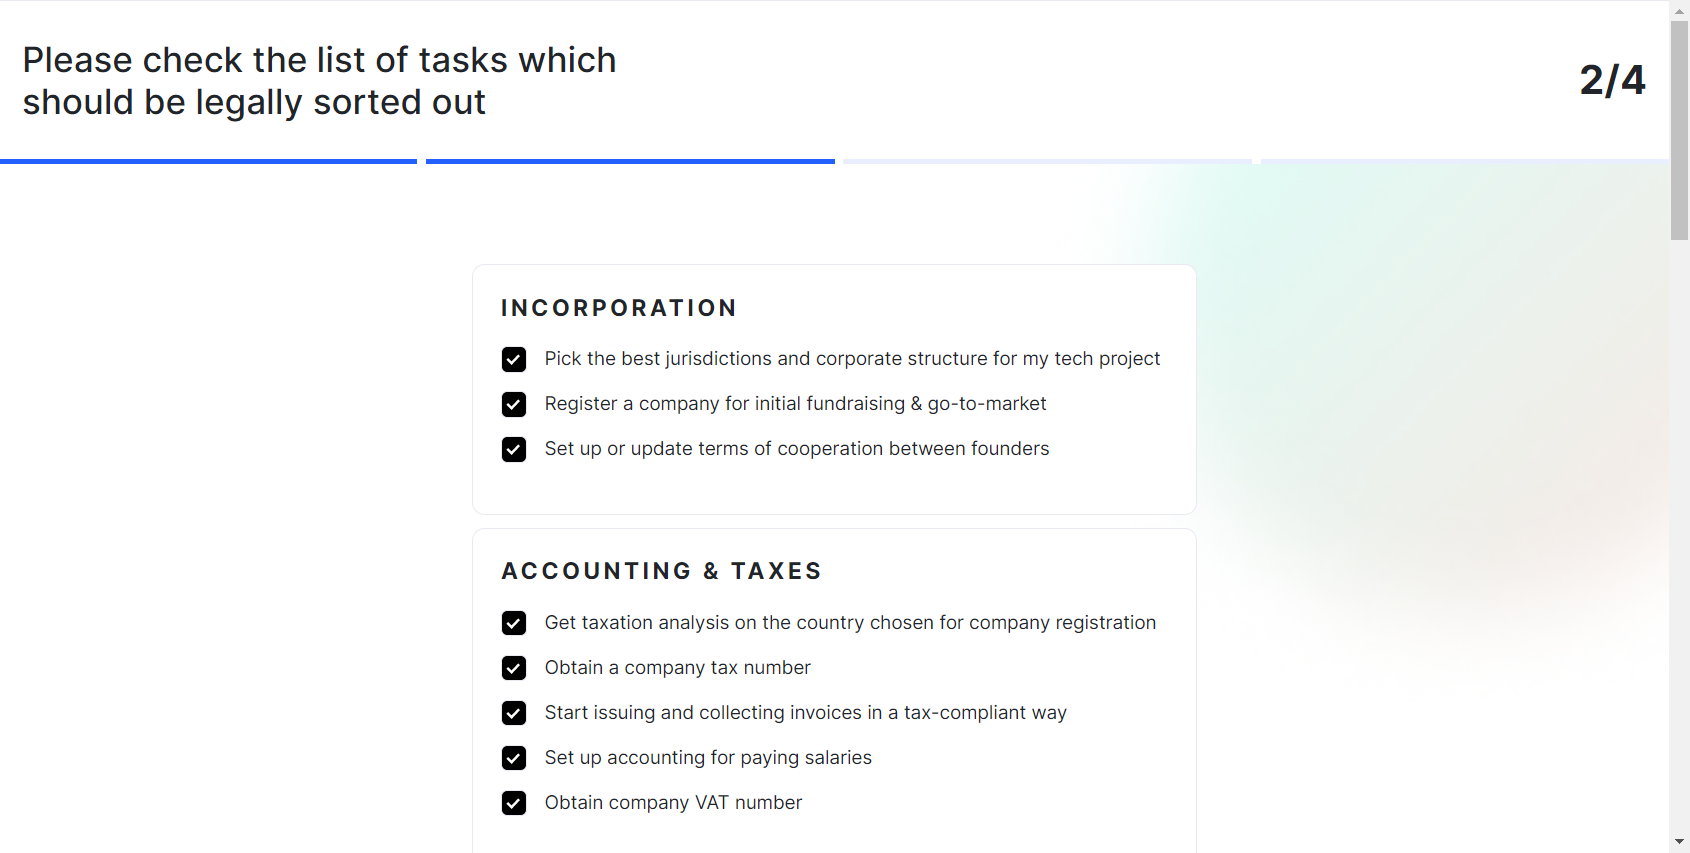 Please check the list of tasks which
should be legally sorted out
2/4
INCORPORATION
Pick the best jurisdictions and corporate structure for my tech project
Register a company for initial fundraising & go-to-market
Set up or update terms of cooperation between founders
ACCOUNTING & TAXES
Get taxation analysis on the country chosen for company registration
Obtain a company tax number
Start issuing and collecting invoices in a tax-compliant way
Set up accounting for paying salaries
Obtain company VAT number